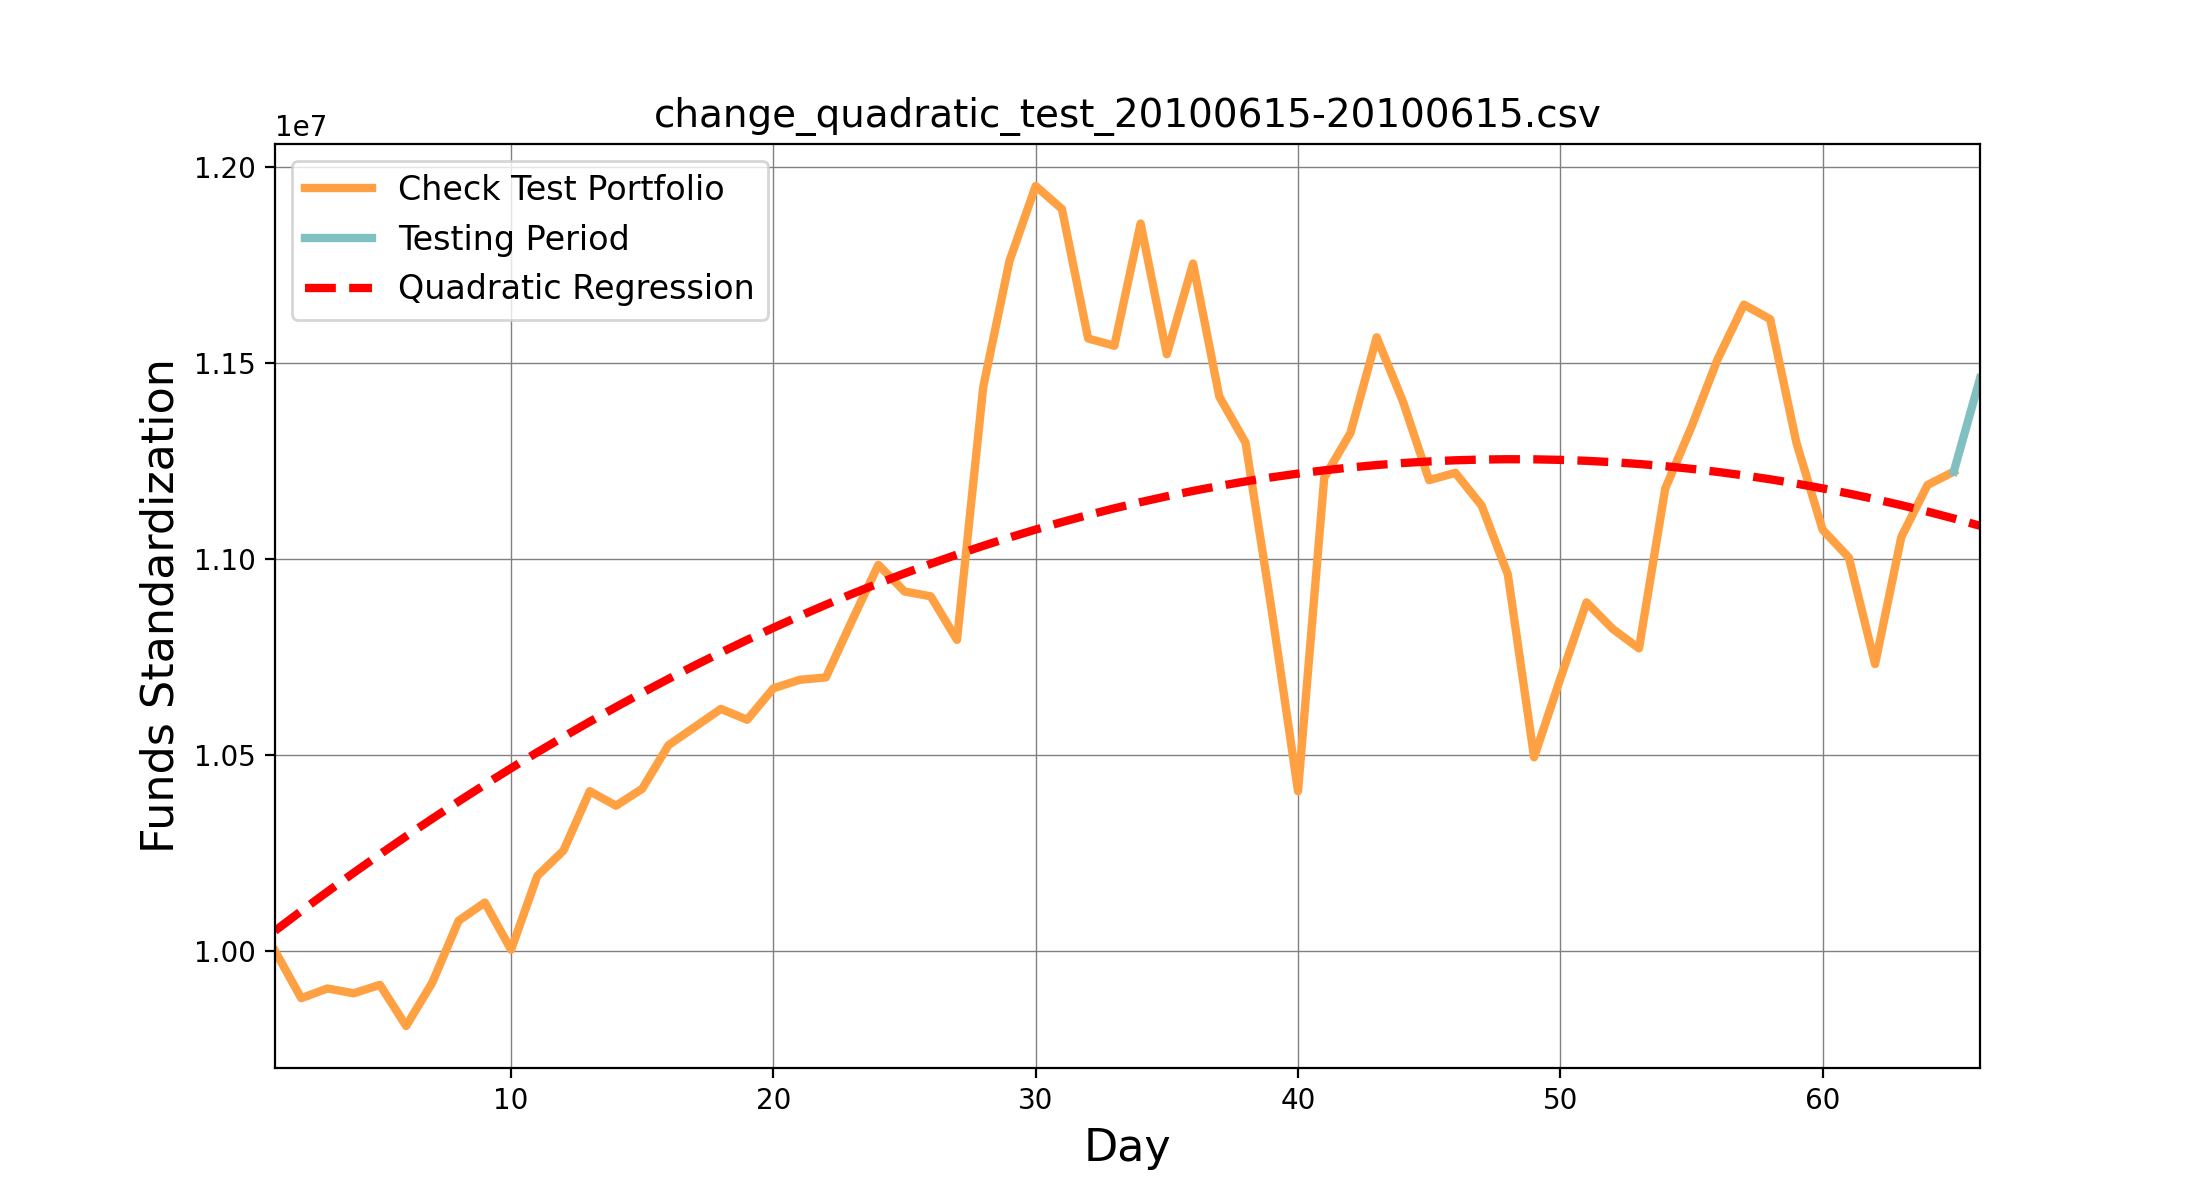 change_quadratic_test_20100615-20100615.csv
1e7
1.20
1.15
1.10
1.05
1.00
Check Test Portfolio
Testing Period
Quadratic Regression
Funds Standardization
10
20
30
40
50
60
Day